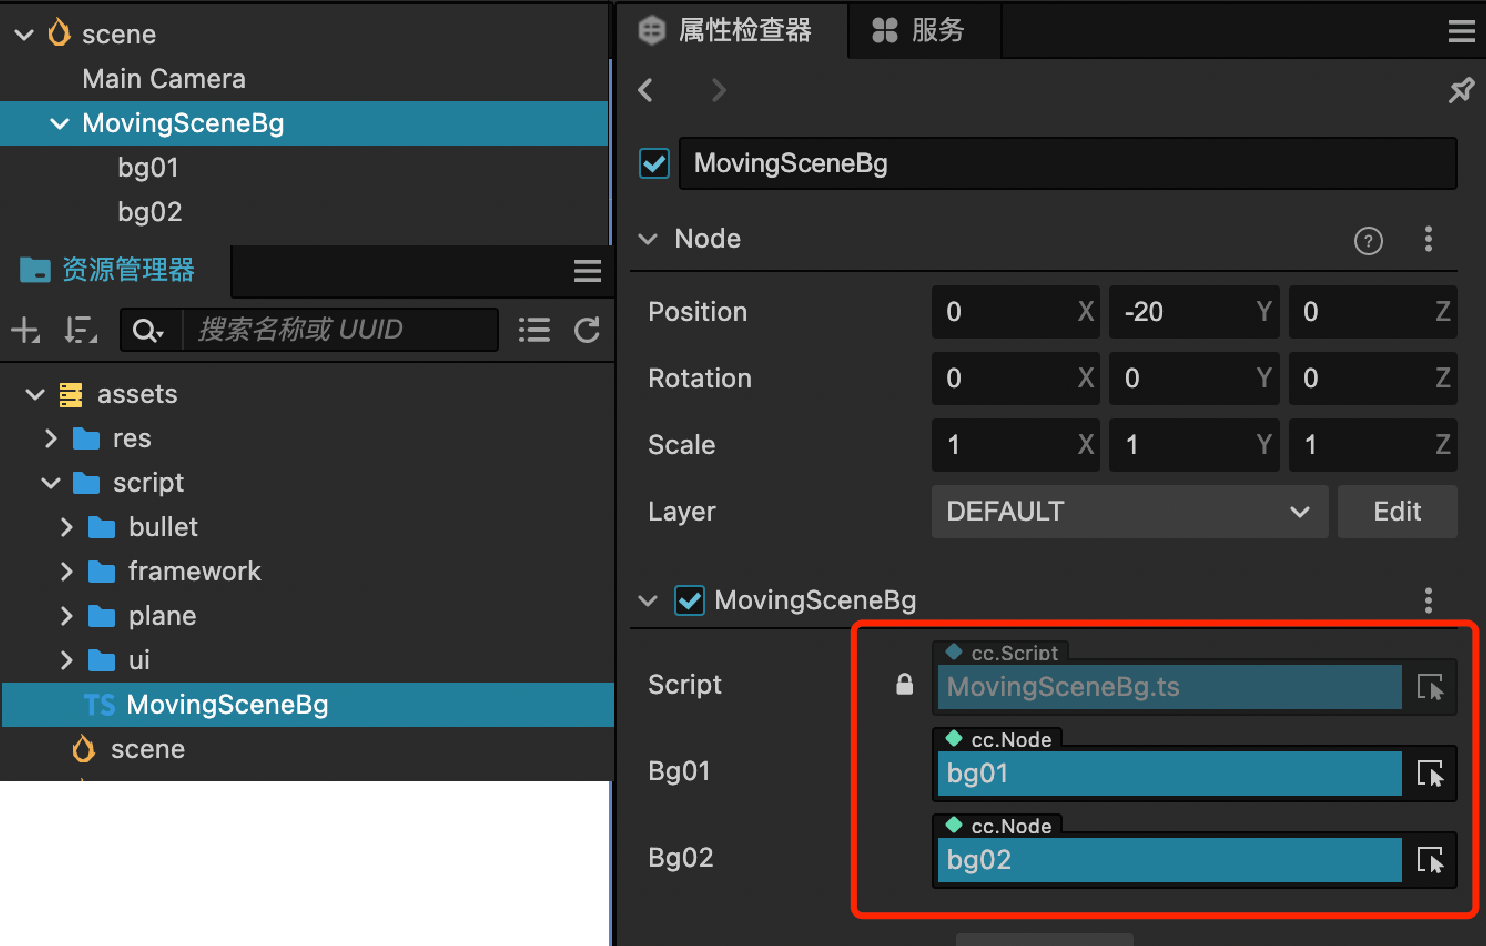 scene
Main Camera
MovingSceneBg
bg01
bg02
资源管理器
搜索名称或 UUID
assets
res
script
bullet
framework
plane
ui
TS MovingSceneBg
scene
属性检查器
服务
MovingSceneBg
Node
?
Position 0 X -20 Y 0 Z
Rotation 0 X 0 Y 0 Z
Scale 1 X 1 Y 1 Z
Layer DEFAULT Edit
MovingSceneBg
cc.Script
Script MovingSceneBg.ts
cc.Node
Bg01 bg01
cc.Node
Bg02 bg02